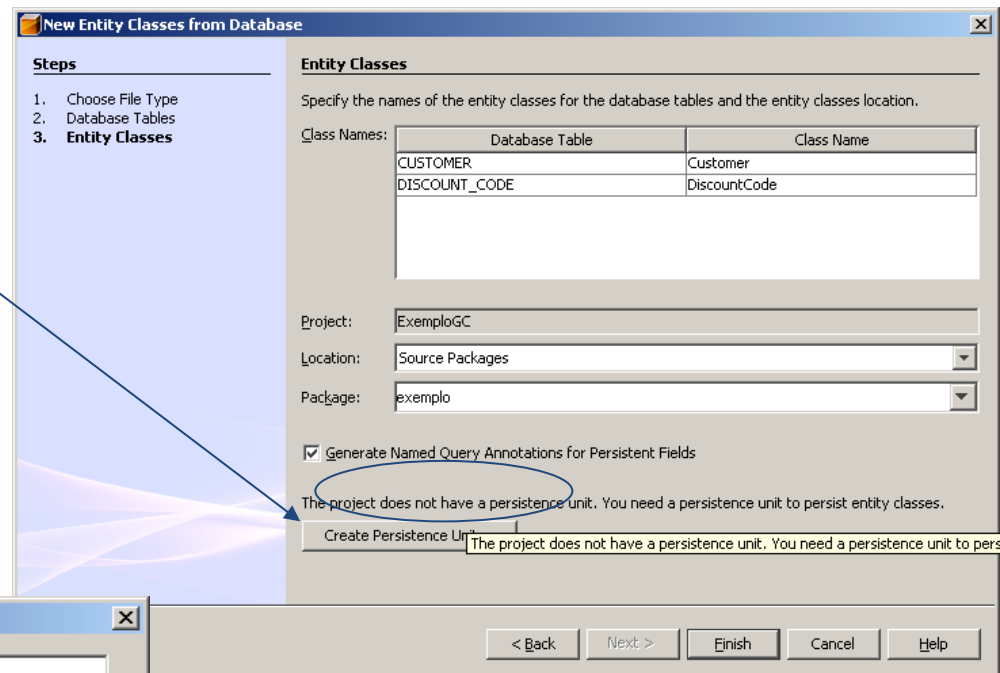 New Entity Classes from Database
Steps
1. Choose File Type
2. Database Tables
3. Entity Classes
Entity Classes
Specify the names of the entity classes for the database tables and the entity classes location.
Class Names:
Database Table Class Name
CUSTOMER Customer
DISCOUNT_CODE DiscountCode
Project: ExemploGC
Location: Source Packages
Package: exemplo
Generate Named Query Annotations for Persistent Fields
The project does not have a persistence unit. You need a persistence unit to persist entity classes.
Create Persistence
The project does not have a persistence unit. You need a persistence unit to pers
< Back Next > Finish Cancel Help